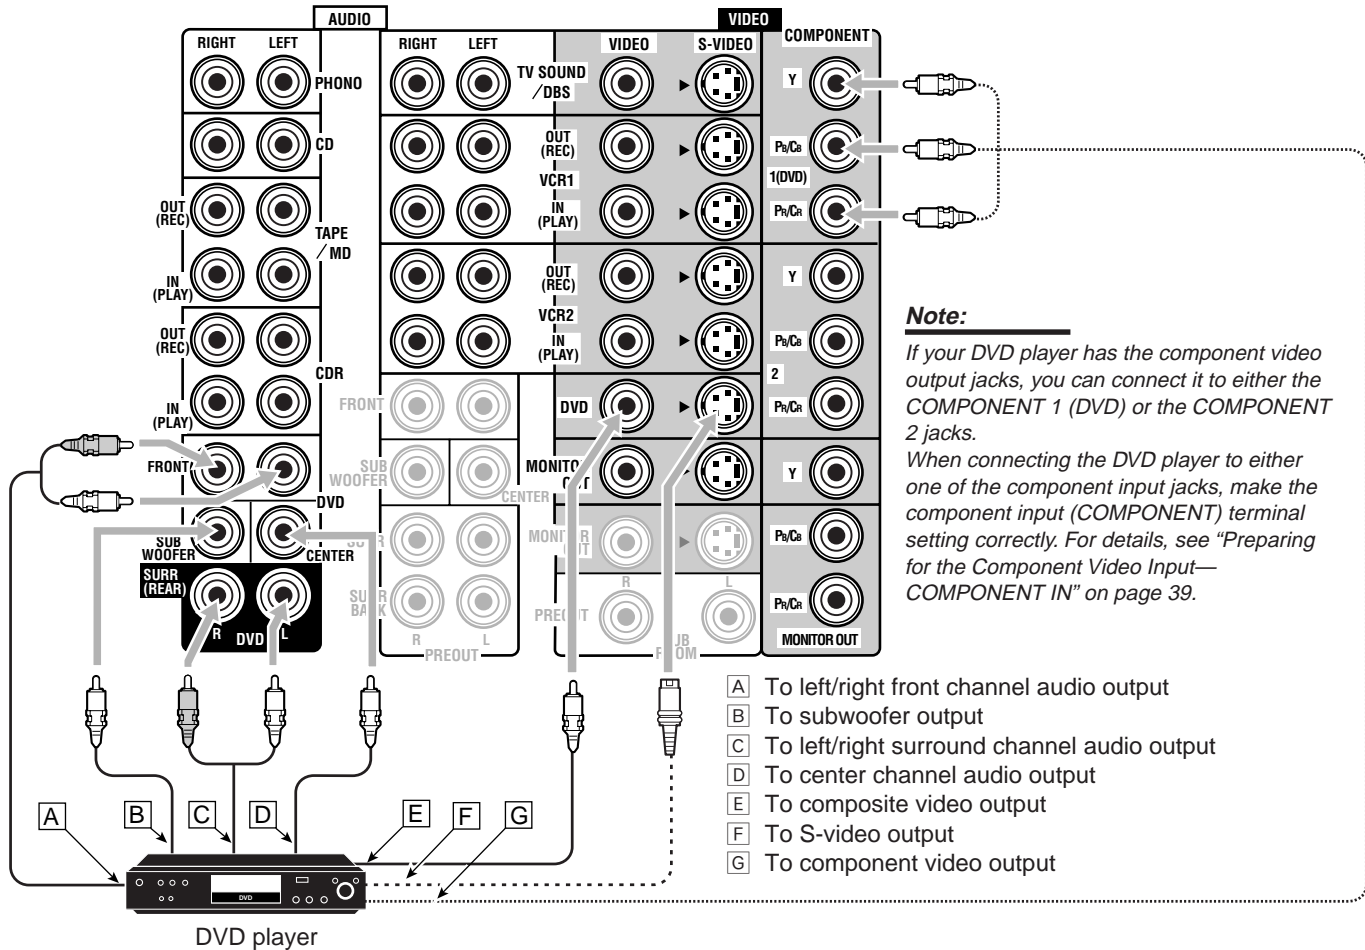 AUDIO
VIDEO
RIGHT LEFT
RIGHT LEFT
VIDEO S-VIDEO
COMPONENT
PHONO
TV SOUND
/DBS
Y
CD
OUT
(REC)
VCR1
IN
(PLAY)
PB/CB
1(DVD)
PR/CR
OUT
(REC)
TAPE
/ MD
IN
(PLAY)
OUT
(REC)
VCR2
IN
(PLAY)
Y
PB/CB
2
PR/CR
OUT
(REC)
CDR
IN
(PLAY)
FRONT
DVD
FRONT
DVD
SUB
WOOFER
CENTER
MONITOR
OUT
Y
SUB
WOOFER
CENTER
SURR
MONITOR
OUT
PB/CB
SURR
(REAR)
R DVD L
SURR
BACK
R L
PREOUT
R L
PREOUT
PR/CR
MONITOR OUT
Note:
If your DVD player has the component video
output jacks, you can connect it to either the
COMPONENT 1 (DVD) or the COMPONENT
2 jacks.
When connecting the DVD player to either
one of the component input jacks, make the
component input (COMPONENT) terminal
setting correctly. For details, see “Preparing
for the Component Video Input—
COMPONENT IN” on page 39.
A To left/right front channel audio output
B To subwoofer output
C To left/right surround channel audio output
D To center channel audio output
E To composite video output
F To S-video output
G To component video output
A B C D E F G
DVD
DVD player